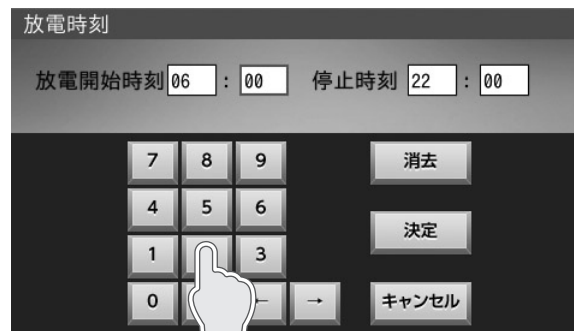 放電時刻
放電開始時刻 06 : 00 停止時刻 22 : 00
7 8 9 消去
4 5 6
決定
1 3
0 ← → キャンセル